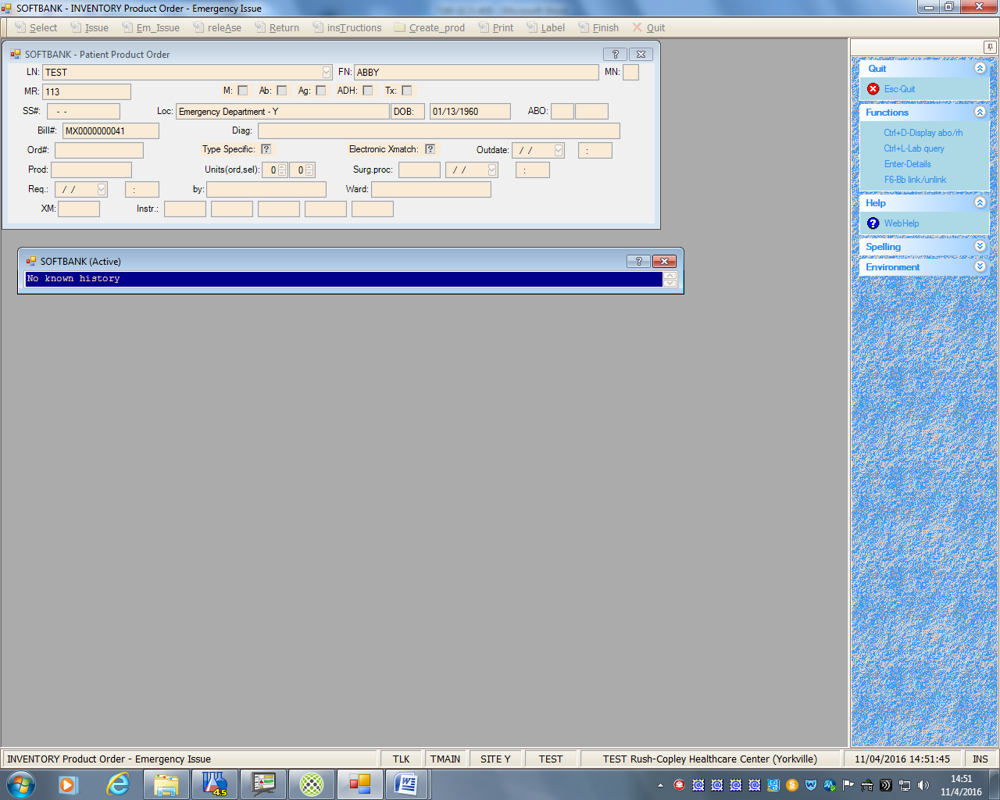 SOFTBANK - INVENTORY Product Order - Emergency Issue
Select Issue Em_Issue releAse Return insTructions Create_prod Print Label Finish Quit
SOFTBANK - Patient Product Order ?
LN: TEST FN: ABBY MN:
MR: 113 M: Ab: Ag: ADH: Tx:
SS#: - - Loc: Emergency Department - Y DOB: 01/13/1960 ABO:
Bill#: MX0000000041 Diag:
Ord#: Type Specific: ? Electronic Xmatch: ? Outdate: / / :
Prod: Units(ord,sel): 0 0 Surg.proc: / / :
Req.: / / : by: Ward:
XM: Instr.:
SOFTBANK (Active) ?
No known history
Quit
Esc-Quit
Functions
Ctrl+D-Display abo/rh
Ctrl+L-Lab query
Enter-Details
F6-Bb link/unlink
Help
? WebHelp
Spelling
Environment
INVENTORY Product Order - Emergency Issue TLK TMAIN SITE Y TEST TEST Rush-Copley Healthcare Center (Yorkville) 11/04/2016 14:51:45 INS
4.5
14:51
11/4/2016